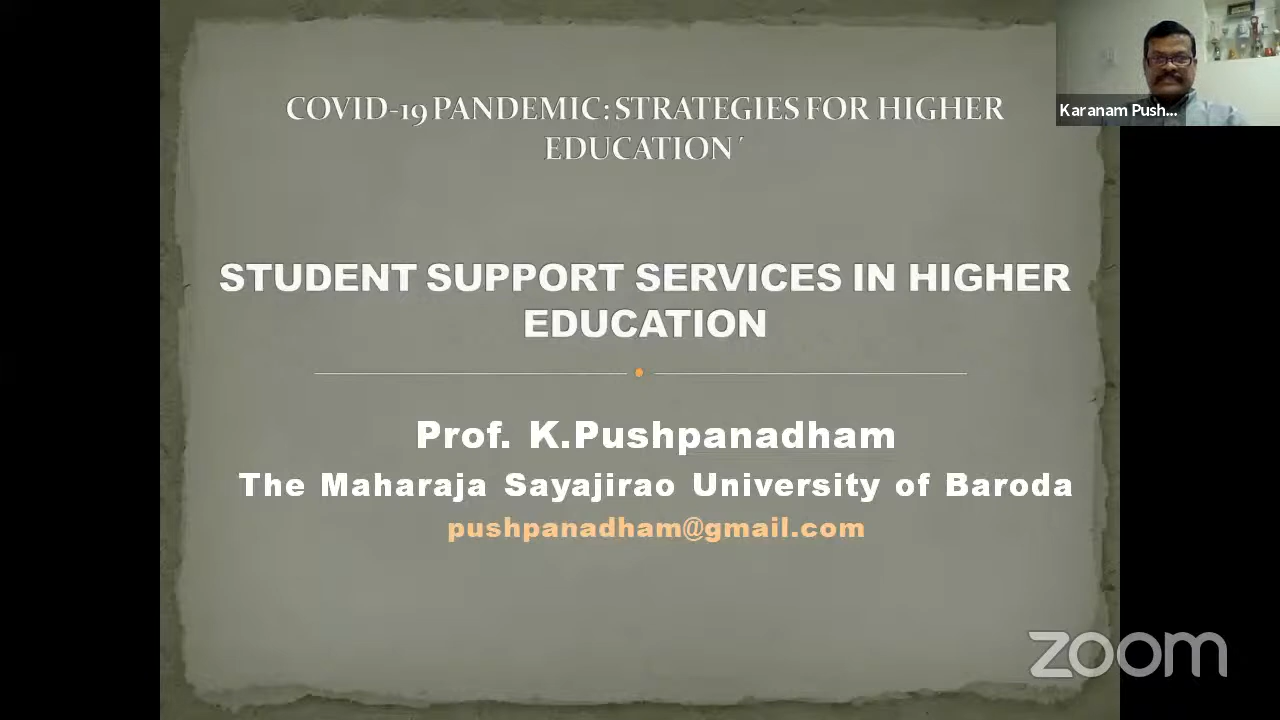 COVID-19 PANDEMIC: STRATEGIES FOR HIGHER
EDUCATION ´
Karanam Push...
STUDENT SUPPORT SERVICES IN HIGHER
EDUCATION
Prof. K.Pushpanadham
The Maharaja Sayajirao University of Baroda
pushpanadham@gmail.com
zoom